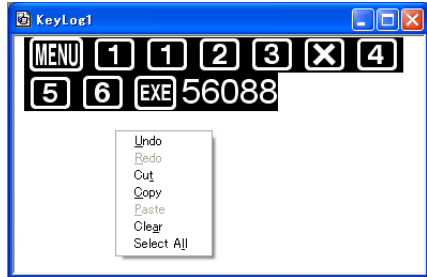 KeyLog1
MENU 1 1 2 3 × 4
5 6 EXE 56088
Undo
Redo
Cut
Copy
Paste
Clear
Select All